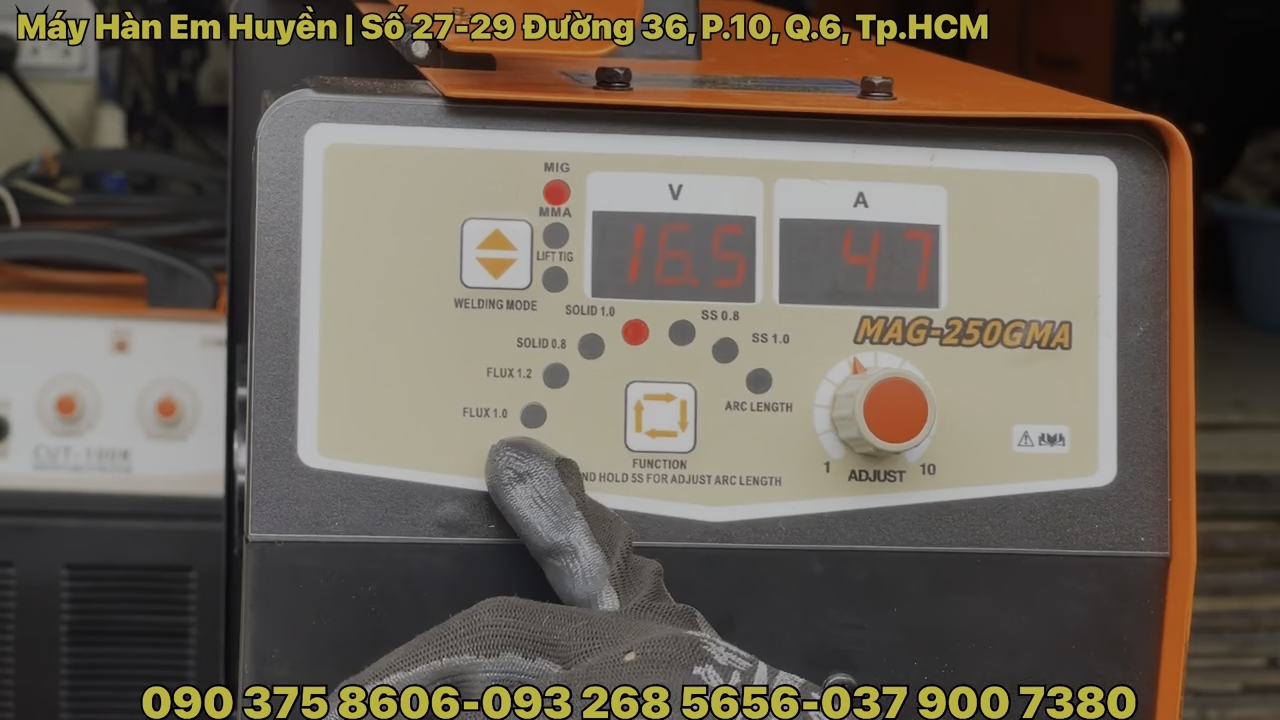 Máy Hàn Em Huyền | Số 27-29 Đường 36, P.10, Q.6, Tp.HCM
MIG
MMA
LIFT TIG
WELDING MODE
V
A
16.5
47
SOLID 1.0
SS 0.8
SOLID 0.8
SS 1.0
FLUX 1.2
FLUX 1.0
ARC LENGTH
MAG-250GMA
FUNCTION
HOLD 5S FOR ADJUST ARC LENGTH
1
ADJUST
10
CUT-100K
090 375 8606-093 268 5656-037 900 7380